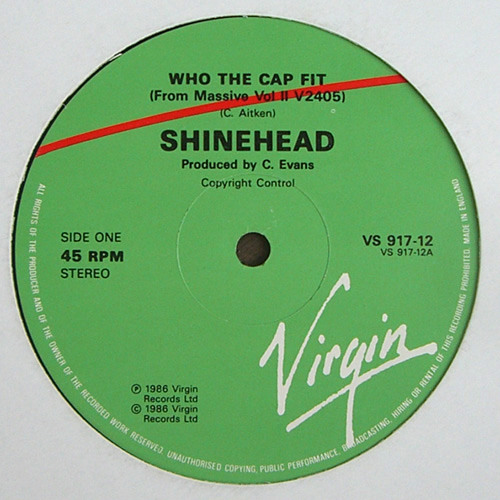 WHO THE CAP FIT
(From Massive Vol II V2405)
(C. Aitken)
SHINEHEAD
Produced by C. Evans
Copyright Control
SIDE ONE
45 RPM
STEREO
VS 917-12
VS 917-12A
Virgin
Ⓟ 1986 Virgin
Records Ltd
© 1986 Virgin
Records Ltd
ALL RIGHTS OF THE PRODUCER AND OF THE OWNER OF THE RECORDED WORK RESERVED. UNAUTHORISED COPYING, PUBLIC PERFORMANCE, BROADCASTING, HIRING OR RENTAL OF THIS RECORDING PROHIBITED. MADE IN ENGLAND